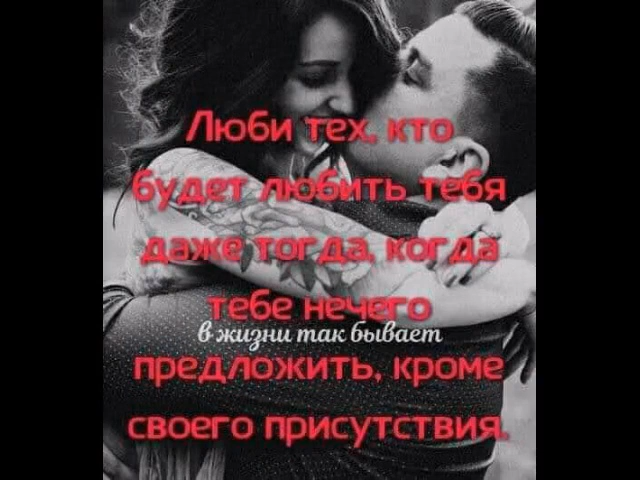 Люби тех, кто
будет любить тебя
даже тогда, когда
тебе нечего
в жизни так бывает
предложить, кроме
своего присутствия.